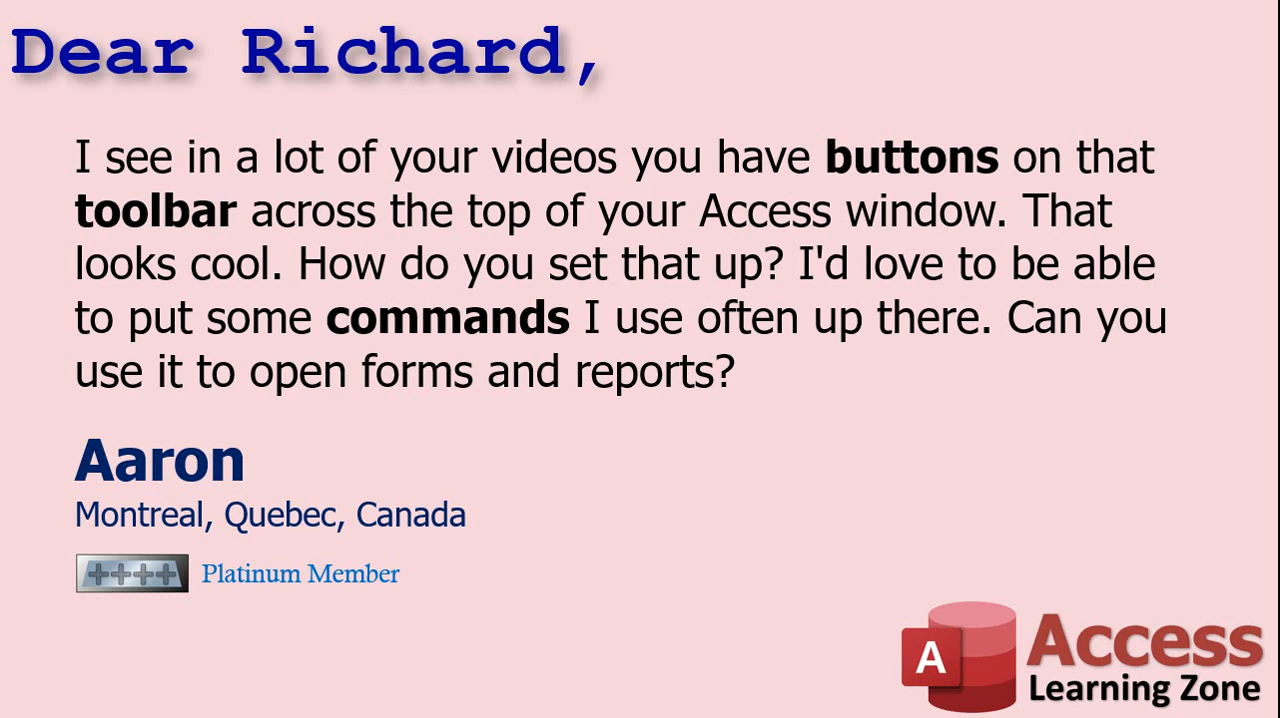 Dear Richard,
I see in a lot of your videos you have buttons on that
toolbar across the top of your Access window. That
looks cool. How do you set that up? I'd love to be able
to put some commands I use often up there. Can you
use it to open forms and reports?
Aaron
Montreal, Quebec, Canada
Platinum Member
A
Access
Learning Zone